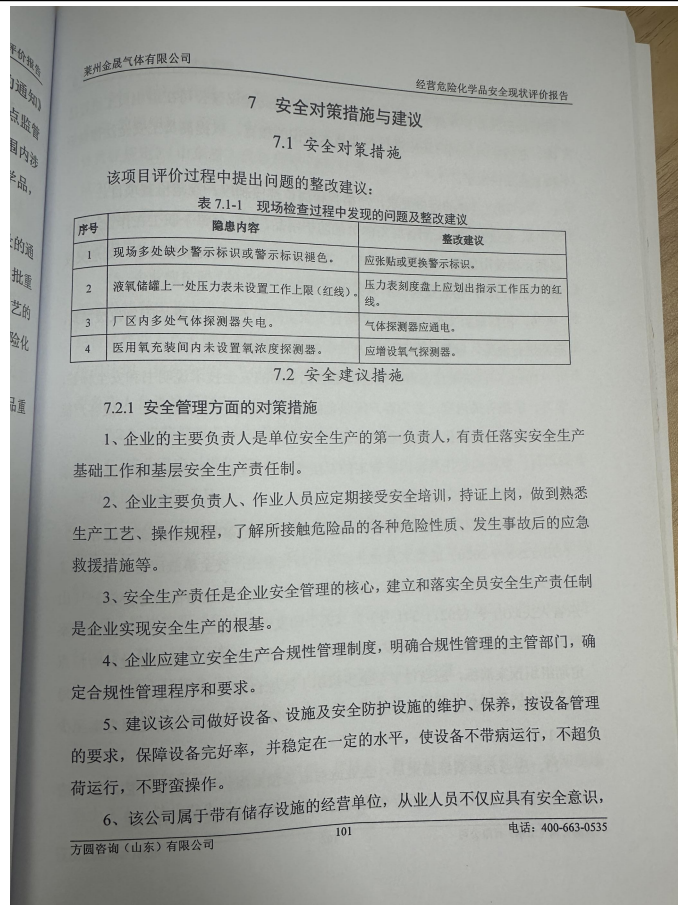 评价报告
的通知》
点监管
国内涉
学品，
的通
批重
艺的
险化
品重
莱州金晟气体有限公司
经营危险化学品安全现状评价报告
7 安全对策措施与建议
7.1 安全对策措施
该项目评价过程中提出问题的整改建议：
表 7.1-1 现场检查过程中发现的问题及整改建议
序号 隐患内容 整改建议
1 现场多处缺少警示标识或警示标识褪色。 应张贴或更换警示标识。
2 液氧储罐上一处压力表未设置工作上限（红线）。 压力表刻度盘上应划出指示工作压力的红
线。
3 厂区内多处气体探测器失电。 气体探测器应通电。
4 医用氧充装间内未设置氧浓度探测器。 应增设氧气探测器。
7.2 安全建议措施
7.2.1 安全管理方面的对策措施
1、企业的主要负责人是单位安全生产的第一负责人，有责任落实安全生产
基础工作和基层安全生产责任制。
2、企业主要负责人、作业人员应定期接受安全培训，持证上岗，做到熟悉
生产工艺、操作规程，了解所接触危险品的各种危险性质、发生事故后的应急
救援措施等。
3、安全生产责任是企业安全管理的核心，建立和落实全员安全生产责任制
是企业实现安全生产的根基。
4、企业应建立安全生产合规性管理制度，明确合规性管理的主管部门，确
定合规性管理程序和要求。
5、建议该公司做好设备、设施及安全防护设施的维护、保养，按设备管理
的要求，保障设备完好率，并稳定在一定的水平，使设备不带病运行，不超负
荷运行，不野蛮操作。
6、该公司属于带有储存设施的经营单位，从业人员不仅应具有安全意识，
方圆咨询（山东）有限公司
101
电话：400-663-0535